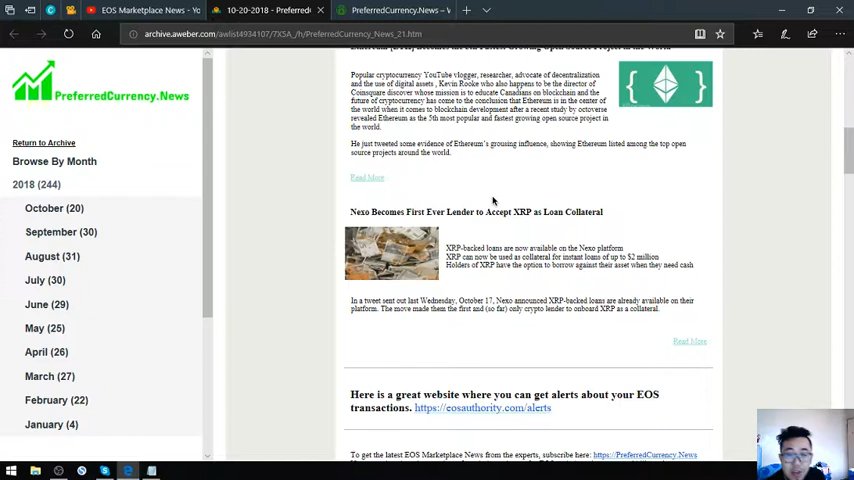 EOS Marketplace News - Yo
10-20-2018 - Preferred
PreferredCurrency.News –
archive.aweber.com/awlist4934107/7X5A_/h/PreferredCurrency_News_21.htm
PreferredCurrency.News
Return to Archive
Browse By Month
2018 (244)
October (20)
September (30)
August (31)
July (30)
June (29)
May (25)
April (26)
March (27)
February (22)
January (4)
Ethereum (ETH) Becomes the 5th Fastest Growing Open Source Project in the World
Popular cryptocurrency YouTube vlogger, researcher, advocate of decentralization
and the use of digital assets , Kevin Rooke who also happens to be the director of
Coinsquare discover whose mission is to educate Canadians on blockchain and the
future of cryptocurrency has come to the conclusion that Ethereum is in the center of
the world when it comes to blockchain development after a recent study by octoverse
revealed Ethereum as the 5th most popular and fastest growing open source project in
the world.
He just tweeted some evidence of Ethereum's grousing influence, showing Ethereum listed among the top open
source projects around the world.
Read More
Nexo Becomes First Ever Lender to Accept XRP as Loan Collateral
XRP-backed loans are now available on the Nexo platform
XRP can now be used as collateral for instant loans of up to $2 million
Holders of XRP have the option to borrow against their asset when they need cash
In a tweet sent out last Wednesday, October 17, Nexo announced XRP-backed loans are already available on their
platform. The move made them the first and (so far) only crypto lender to onboard XRP as a collateral.
Read More
Here is a great website where you can get alerts about your EOS
transactions. https://eosauthority.com/alerts
To get the latest EOS Marketplace News from the experts, subscribe here: https://PreferredCurrency.News